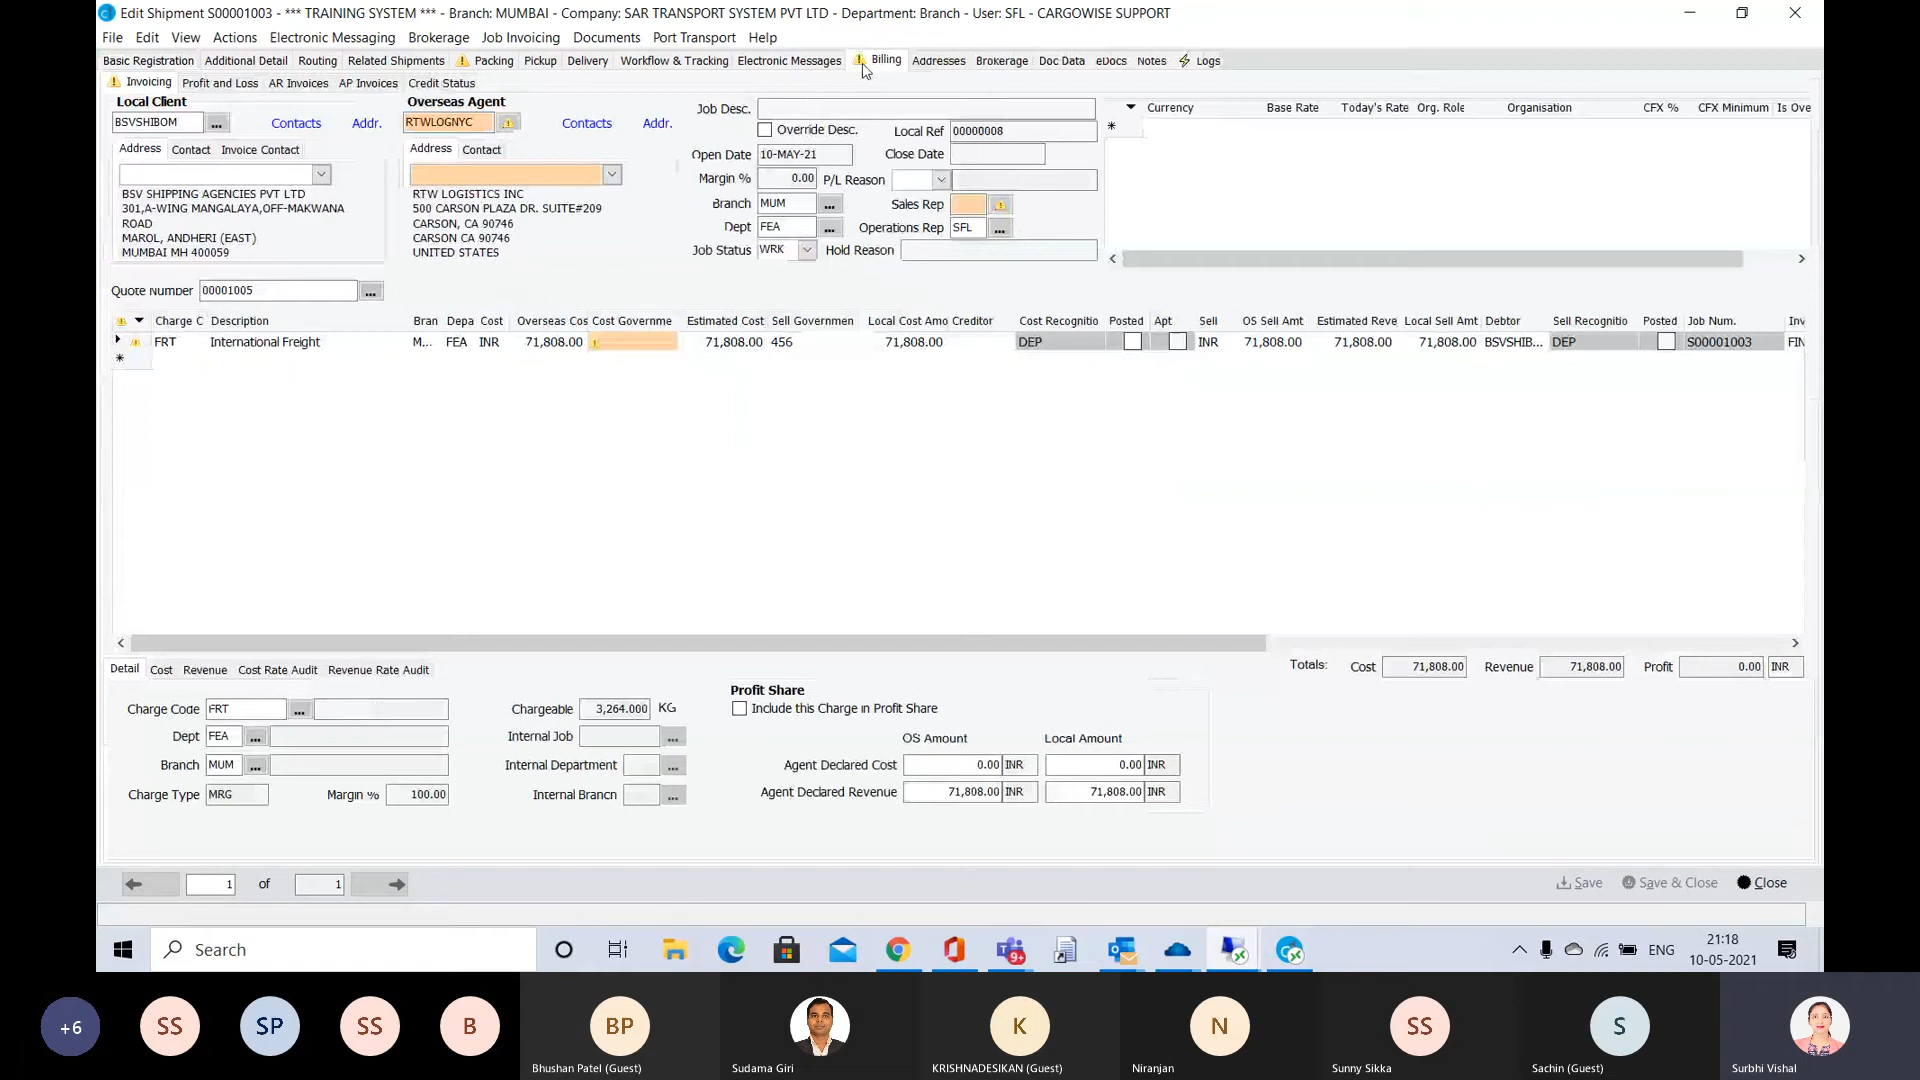 Edit Shipment S00001003 - *** TRAINING SYSTEM *** - Branch: MUMBAI - Company: SAR TRANSPORT SYSTEM PVT LTD - Department: Branch - User: SFL - CARGOWISE SUPPORT
File Edit View Actions Electronic Messaging Brokerage Job Invoicing Documents Port Transport Help
Basic Registration Additional Detail Routing Related Shipments Packing Pickup Delivery Workflow & Tracking Electronic Messages Billing Addresses Brokerage Doc Data eDocs Notes Logs
Invoicing Profit and Loss AR Invoices AP Invoices Credit Status
Local Client
BSVSHIBOM ... Contacts Addr.
Address Contact Invoice Contact
BSV SHIPPING AGENCIES PVT LTD
301,A-WING MANGALAYA,OFF-MAKWANA
ROAD
MAROL, ANDHERI (EAST)
MUMBAI MH 400059
Overseas Agent
RTWLOGNYC Contacts Addr.
Address Contact
RTW LOGISTICS INC
500 CARSON PLAZA DR. SUITE#209
CARSON, CA 90746
CARSON CA 90746
UNITED STATES
Job Desc.
Override Desc. Local Ref 00000008
Open Date 10-MAY-21 Close Date
Margin % 0.00 P/L Reason
Branch MUM ... Sales Rep
Dept FEA ... Operations Rep SFL ...
Job Status WRK Hold Reason
Currency Base Rate Today's Rate Org. Role Organisation CFX % CFX Minimum Is Ove
*
Quote Number 00001005 ...
Charge C Description Bran Depa Cost Overseas Cos Cost Governme Estimated Cost Sell Governmen Local Cost Amo Creditor Cost Recognitio Posted Apt Sell OS Sell Amt Estimated Reve Local Sell Amt Debtor Sell Recognitio Posted Job Num. Inv
FRT International Freight M... FEA INR 71,808.00 71,808.00 456 71,808.00 DEP INR 71,808.00 71,808.00 71,808.00 BSVSHIB... DEP S00001003 FIN
*
Totals: Cost 71,808.00 Revenue 71,808.00 Profit 0.00 INR
Detail Cost Revenue Cost Rate Audit Revenue Rate Audit
Charge Code FRT ...
Dept FEA ...
Branch MUM ...
Charge Type MRG Margin % 100.00
Chargeable 3,264.000 KG
Internal Job ...
Internal Department ...
Internal Branch ...
Profit Share
Include this Charge in Profit Share
OS Amount Local Amount
Agent Declared Cost 0.00 INR 0.00 INR
Agent Declared Revenue 71,808.00 INR 71,808.00 INR
1 of 1
Save Save & Close Close
Search 9+ ENG 21:18
10-05-2021
+6 SS SP SS B BP K N SS S
Bhushan Patel (Guest) Sudama Giri KRISHNADESIKAN (Guest) Niranjan Sunny Sikka Sachin (Guest) Surbhi Vishal